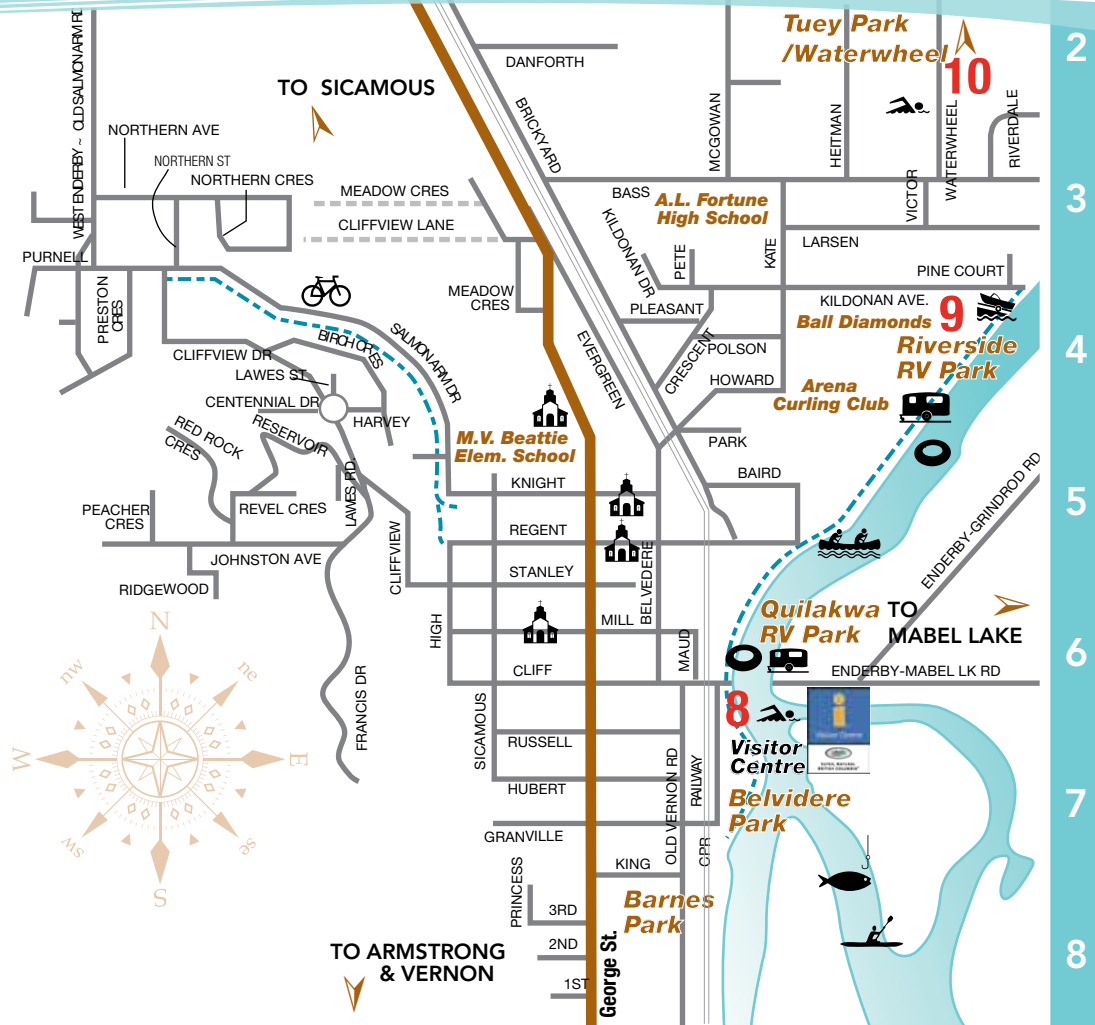 Tuey Park
/Waterwheel
10
2
DANFORTH
TO SICAMOUS
WEST ENDERBY ~ OLD SALMON ARM RD
BRICKYARD
MCGOWAN
HEITMAN
WATERWHEEL
RIVERDALE
NORTHERN AVE
NORTHERN ST
NORTHERN CRES
MEADOW CRES
CLIFFVIEW LANE
BASS
A.L. Fortune
High School
VICTOR
3
KILDONAN DR
PETE
KATE
LARSEN
PURNELL
PINE COURT
MEADOW
CRES
PRESTON
CRES
PLEASANT
KILDONAN AVE.
Ball Diamonds
9
Riverside
RV Park
4
CLIFFVIEW DR
BIRCH CRES
SALMON ARM DR
EVERGREEN
CRESCENT
POLSON
LAWES ST
HOWARD
Arena
Curling Club
CENTENNIAL DR
HARVEY
RED ROCK
CRES
RESERVOIR
M.V. Beattie
Elem. School
PARK
BAIRD
LAWES RD.
KNIGHT
5
PEACHER
CRES
REVEL CRES
REGENT
ENDERBY-GRINDROD RD
JOHNSTON AVE
CLIFFVIEW
STANLEY
BELVEDERE
RIDGEWOOD
Quilakwa
RV Park
TO
MABEL LAKE
HIGH
MILL
MAUD
6
CLIFF
ENDERBY-MABEL LK RD
N
nw
ne
W
E
sw
se
S
FRANCIS DR
SICAMOUS
8
i
Visitor
Centre
RUSSELL
OLD VERNON RD
RAILWAY
HUBERT
Belvidere
Park
7
GRANVILLE
CPR
KING
PRINCESS
Barnes
Park
3RD
2ND
1ST
George St.
TO ARMSTRONG
& VERNON
8